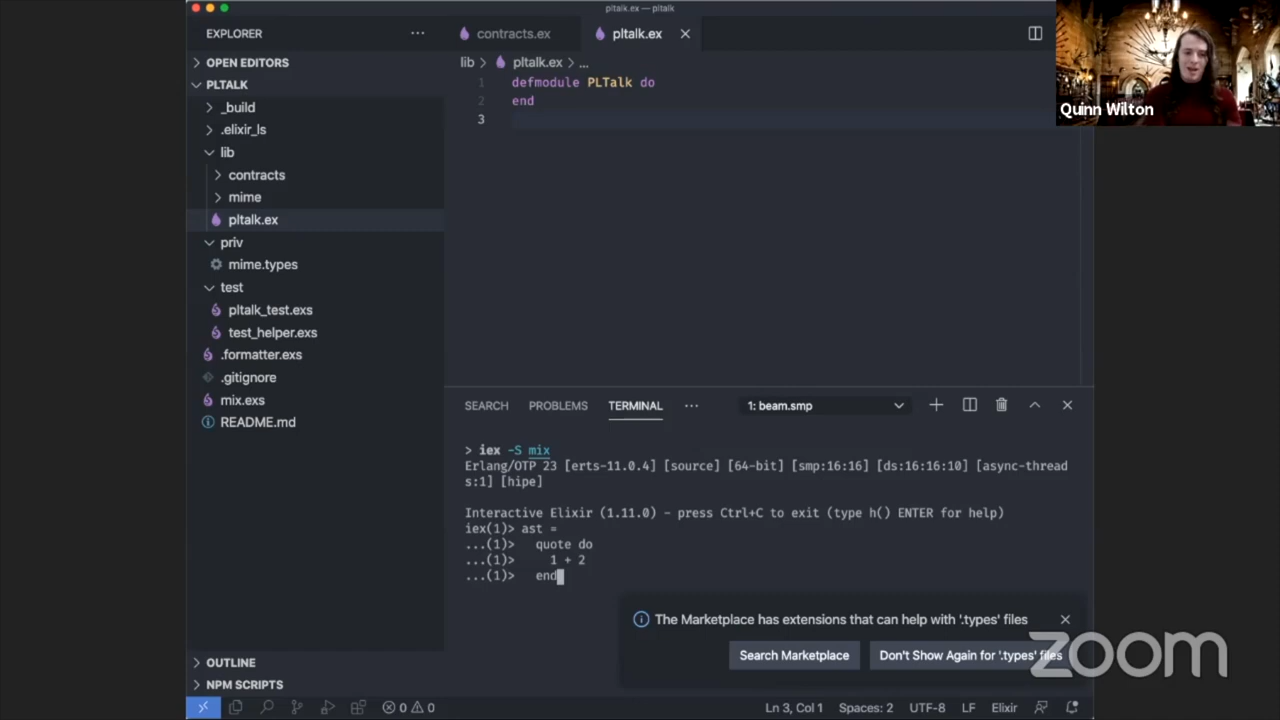 pltalk.ex — pltalk
EXPLORER
contracts.ex
pltalk.ex
OPEN EDITORS
lib > pltalk.ex > ...
PLTALK
1 defmodule PLTalk do
2 end
3
_build
.elixir_ls
lib
contracts
mime
pltalk.ex
priv
mime.types
test
pltalk_test.exs
test_helper.exs
.formatter.exs
.gitignore
mix.exs
README.md
OUTLINE
NPM SCRIPTS
Quinn Wilton
SEARCH PROBLEMS TERMINAL ... 1: beam.smp
> iex -S mix
Erlang/OTP 23 [erts-11.0.4] [source] [64-bit] [smp:16:16] [ds:16:16:10] [async-thread
s:1] [hipe]
Interactive Elixir (1.11.0) - press Ctrl+C to exit (type h() ENTER for help)
iex(1)> ast =
...(1)> quote do
...(1)> 1 + 2
...(1)> end
The Marketplace has extensions that can help with '.types' files
Search Marketplace
Don't Show Again for '.types' files
zoom
0 0
Ln 3, Col 1 Spaces: 2 UTF-8 LF Elixir